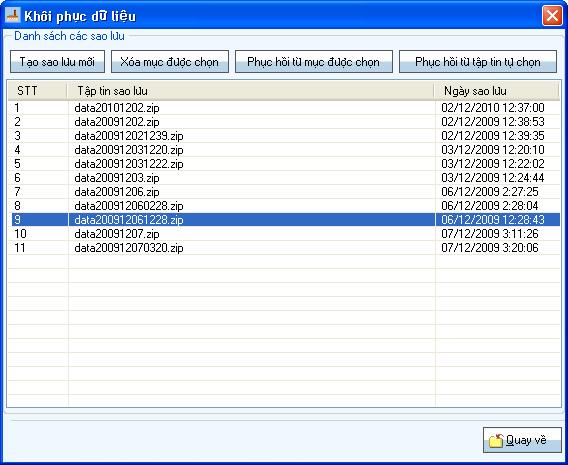 Khôi phục dữ liệu
Danh sách các sao lưu
Tạo sao lưu mới Xóa mục được chọn Phục hồi từ mục được chọn Phục hồi từ tập tin tự chọn
STT Tập tin sao lưu Ngày sao lưu
1 data20101202.zip 02/12/2010 12:37:00
2 data20091202.zip 02/12/2009 12:38:53
3 data200912021239.zip 02/12/2009 12:39:35
4 data200912031220.zip 03/12/2009 12:20:10
5 data200912031222.zip 03/12/2009 12:22:02
6 data20091203.zip 03/12/2009 12:24:44
7 data20091206.zip 06/12/2009 2:27:25
8 data200912060228.zip 06/12/2009 2:28:04
9 data200912061228.zip 06/12/2009 12:28:43
10 data20091207.zip 07/12/2009 3:11:26
11 data200912070320.zip 07/12/2009 3:20:06
Quay về